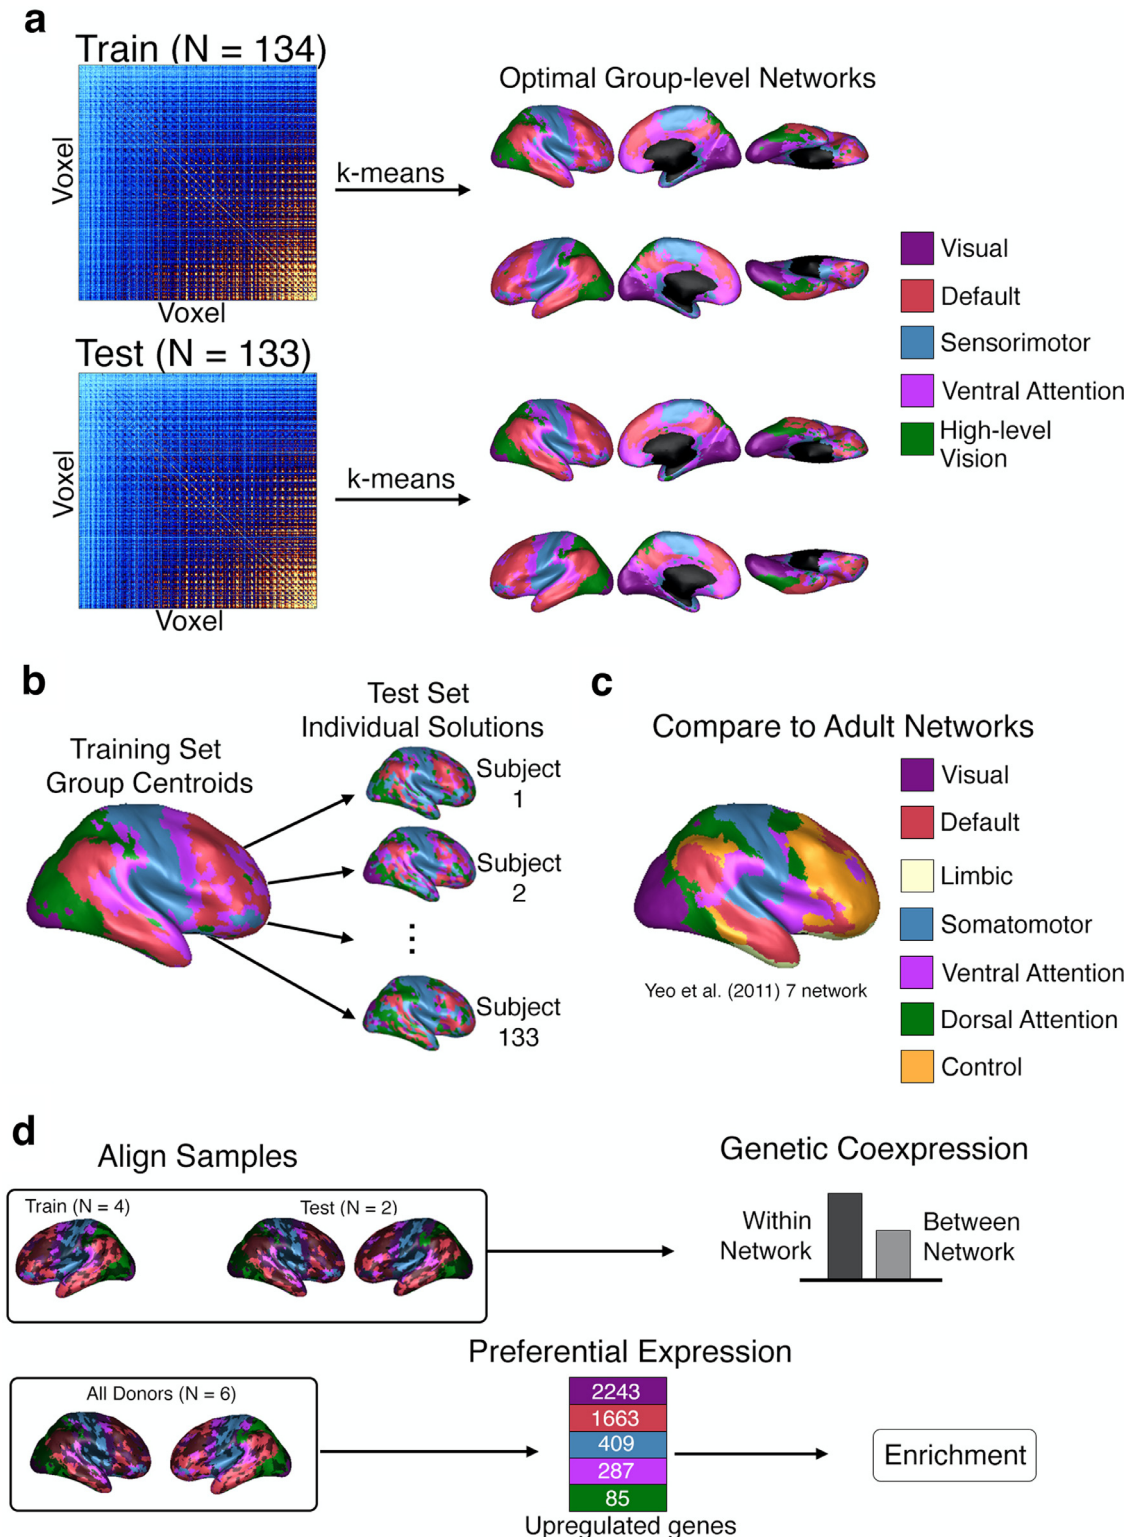 a
Train (N = 134)
Voxel
Voxel
k-means
Optimal Group-level Networks
Visual
Default
Sensorimotor
Ventral Attention
High-level
Vision
Test (N = 133)
Voxel
Voxel
k-means
b
Training Set
Group Centroids
Test Set
Individual Solutions
Subject
1
Subject
2
⋮
Subject
133
c
Compare to Adult Networks
Yeo et al. (2011) 7 network
Visual
Default
Limbic
Somatomotor
Ventral Attention
Dorsal Attention
Control
d
Align Samples
Train (N = 4)
Test (N = 2)
Genetic Coexpression
Within
Network
Between
Network
All Donors (N = 6)
Preferential Expression
2243
1663
409
287
85
Upregulated genes
Enrichment